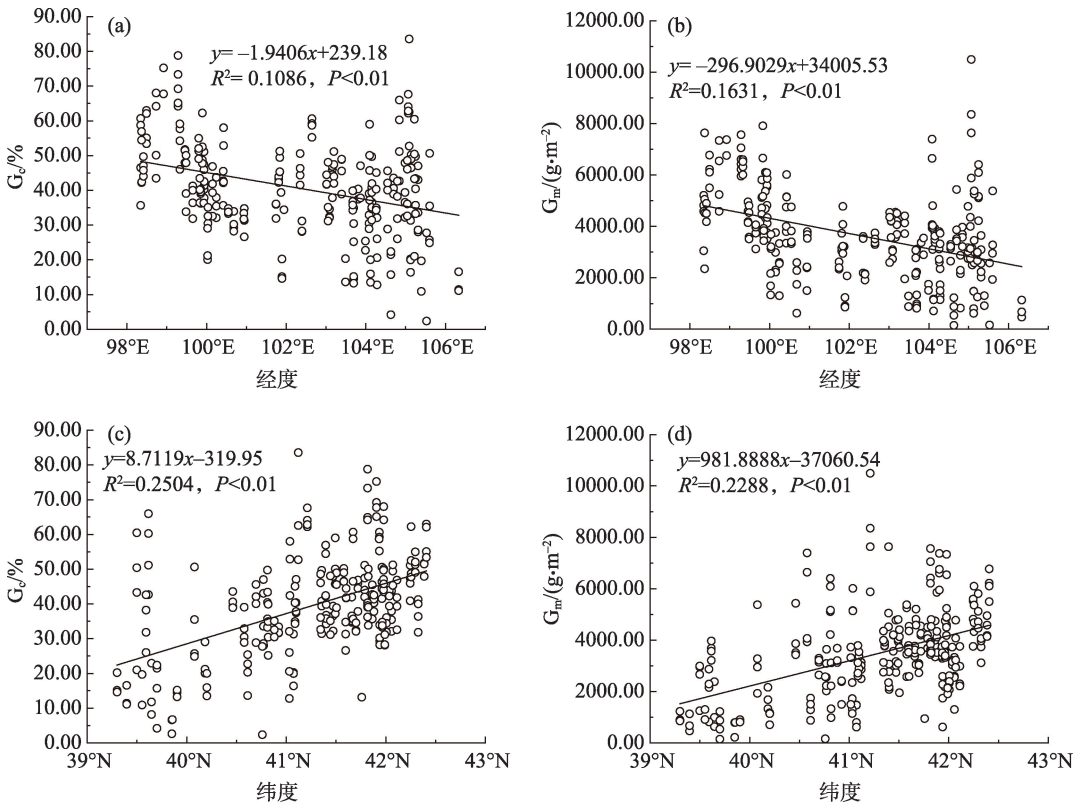 (a)
y= –1.9406x+239.18
R²= 0.1086，P<0.01
90.00
80.00
70.00
60.00
50.00
40.00
30.00
20.00
10.00
0.00
Gc/%
98°E 100°E 102°E 104°E 106°E
经度
(b)
y= –296.9029x+34005.53
R²=0.1631，P<0.01
12000.00
10000.00
8000.00
6000.00
4000.00
2000.00
0.00
Gm/(g•m–2)
98°E 100°E 102°E 104°E 106°E
经度
(c)
y=8.7119x–319.95
R²=0.2504，P<0.01
90.00
80.00
70.00
60.00
50.00
40.00
30.00
20.00
10.00
0.00
Gc/%
39°N 40°N 41°N 42°N 43°N
纬度
(d)
y=981.8888x–37060.54
R²=0.2288，P<0.01
12000.00
10000.00
8000.00
6000.00
4000.00
2000.00
0.00
Gm/(g•m–2)
39°N 40°N 41°N 42°N 43°N
纬度